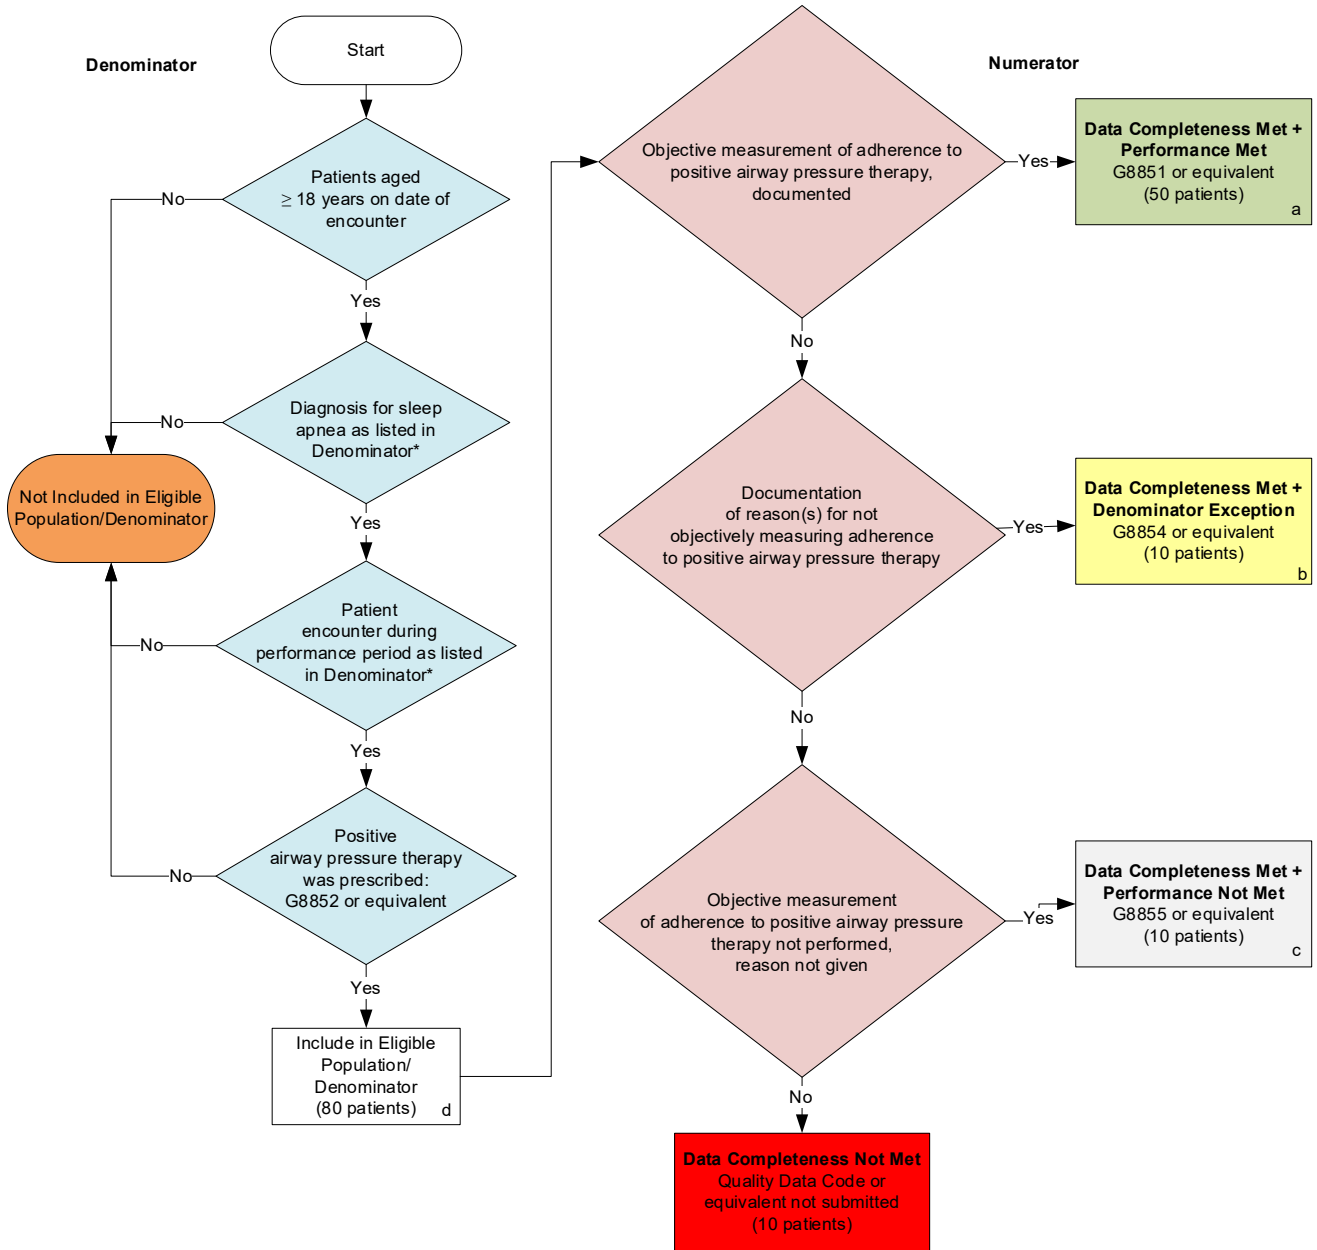 Start
Denominator
Patients aged
≥ 18 years on date of
encounter
No
Yes
Diagnosis for sleep
apnea as listed in
Denominator*
No
Not Included in Eligible
Population/Denominator
Yes
Patient
encounter during
performance period as listed
in Denominator*
No
Yes
Positive
airway pressure therapy
was prescribed:
G8852 or equivalent
No
Yes
Include in Eligible
Population/
Denominator
(80 patients)
d
Numerator
Objective measurement of adherence to
positive airway pressure therapy,
documented
Yes
Data Completeness Met +
Performance Met
G8851 or equivalent
(50 patients)
a
No
Documentation
of reason(s) for not
objectively measuring adherence
to positive airway pressure therapy
Yes
Data Completeness Met +
Denominator Exception
G8854 or equivalent
(10 patients)
b
No
Objective measurement
of adherence to positive airway pressure
therapy not performed,
reason not given
Yes
Data Completeness Met +
Performance Not Met
G8855 or equivalent
(10 patients)
c
No
Data Completeness Not Met
Quality Data Code or
equivalent not submitted
(10 patients)